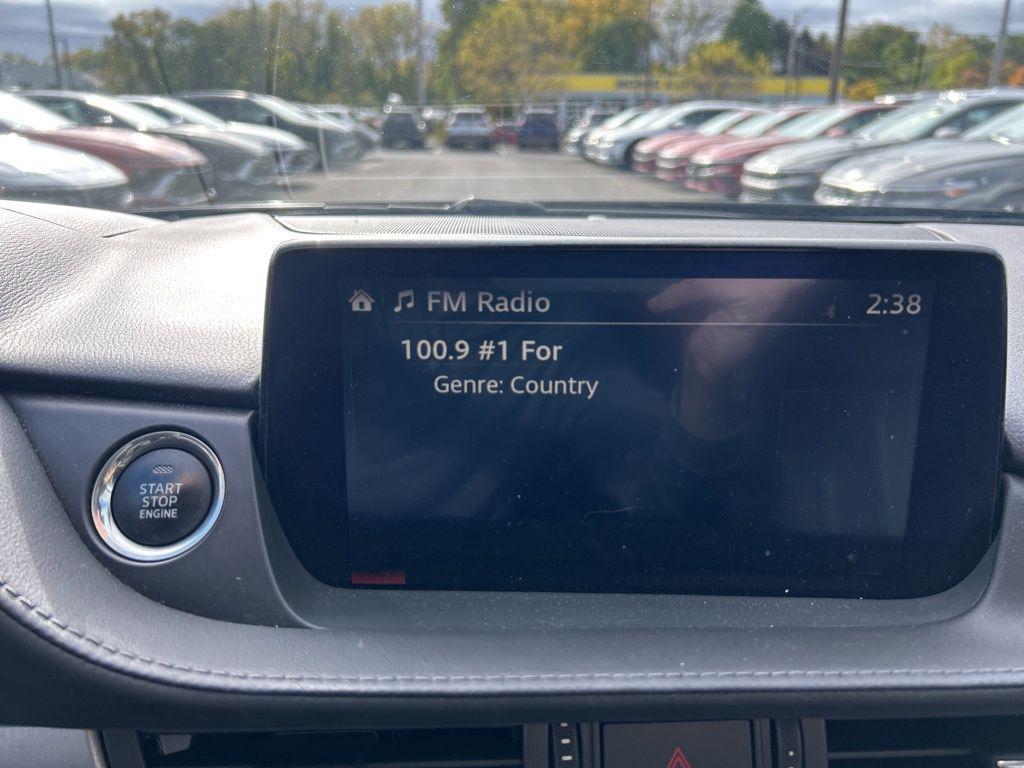 FM Radio 2:38
100.9 #1 For
Genre: Country
START
STOP
ENGINE